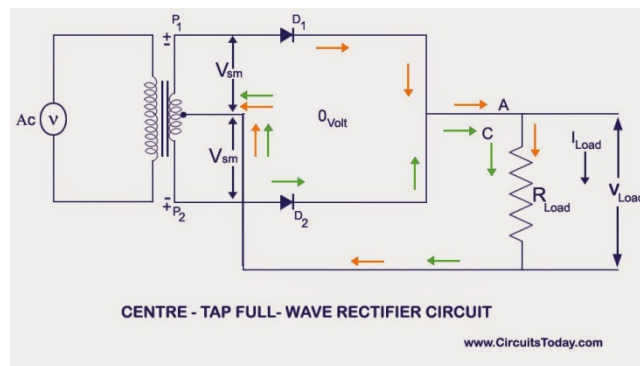 P1
D1
Vsm
Ac
v
0Volt
A
C
ILoad
Vsm
RLoad
VLoad
P2
D2
CENTRE - TAP FULL- WAVE RECTIFIER CIRCUIT
www.CircuitsToday.com